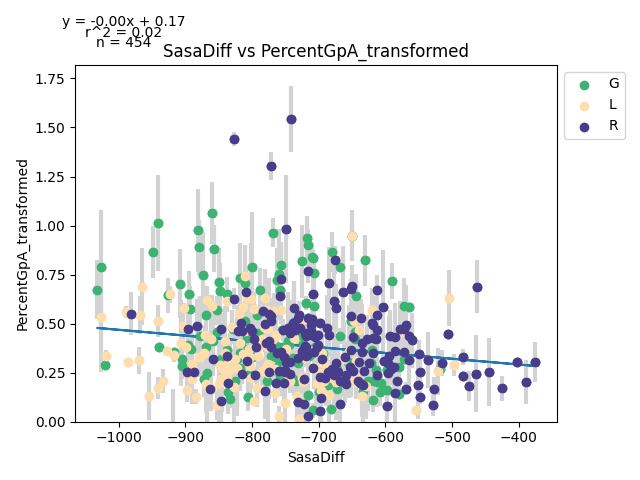 y = -0.00x + 0.17
r^2 = 0.02
n = 454
SasaDiff vs PercentGpA_transformed
1.75
1.50
1.25
1.00
0.75
0.50
0.25
0.00
PercentGpA_transformed
−1000
−900
−800
−700
−600
−500
−400
SasaDiff
G
L
R